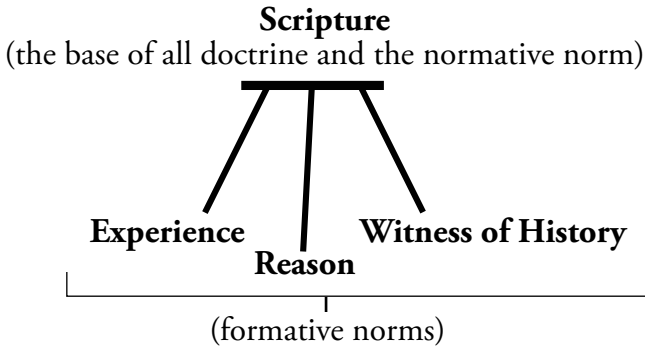 Scripture
(the base of all doctrine and the normative norm)
Experience
Witness of History
Reason
(formative norms)